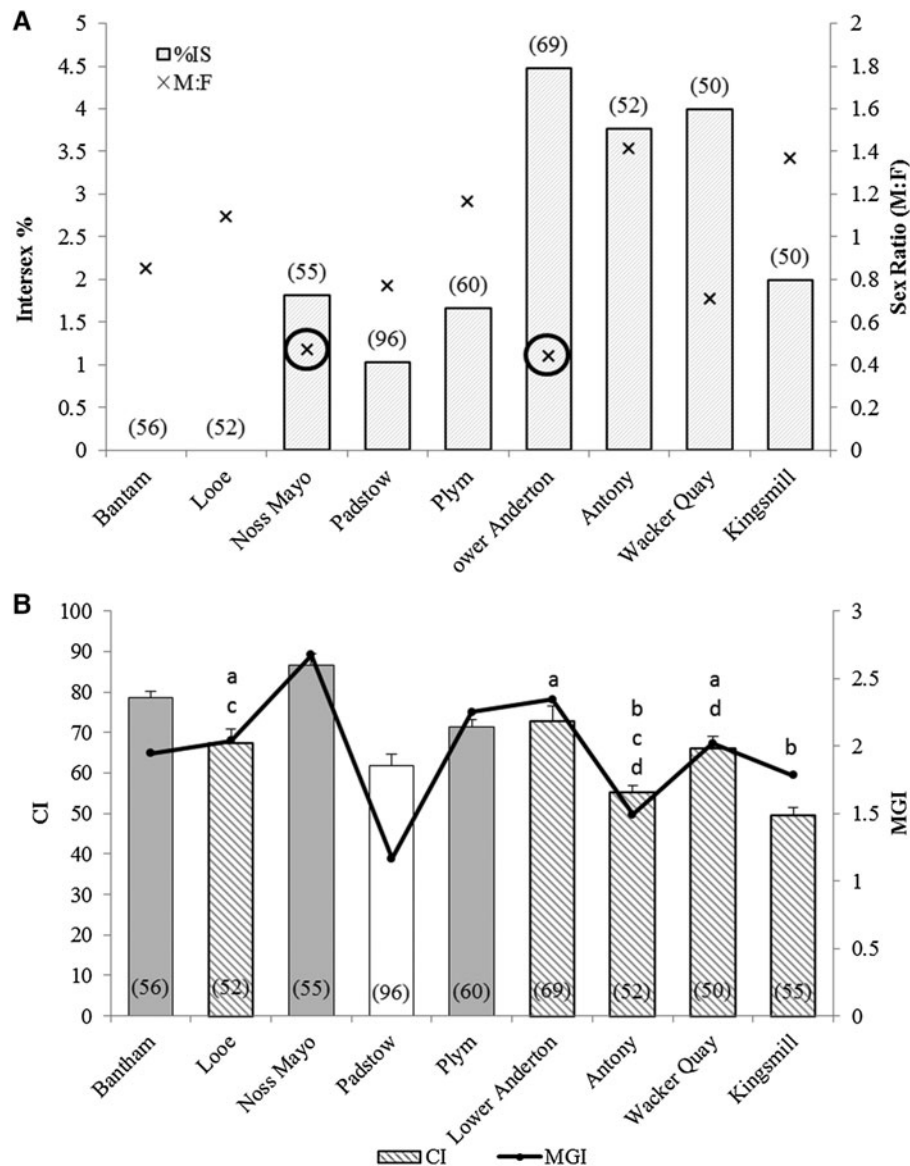 A
5
4.5
4
3.5
3
2.5
2
1.5
1
0.5
0
Intersex %
%IS
M:F
(56)
(52)
(55)
(96)
(60)
(69)
(52)
(50)
(50)
2
1.8
1.6
1.4
1.2
1
0.8
0.6
0.4
0.2
0
Sex Ratio (M:F)
Bantam
Looe
Noss Mayo
Padstow
Plym
ower Anderton
Antony
Wacker Quay
Kingsmill
B
100
90
80
70
60
50
40
30
20
10
0
CI
a
c
a
b
c
d
a
d
b
(56)
(52)
(55)
(96)
(60)
(69)
(52)
(50)
(55)
3
2.5
2
1.5
1
0.5
0
MGI
Bantham
Looe
Noss Mayo
Padstow
Plym
Lower Anderton
Antony
Wacker Quay
Kingsmill
CI
MGI